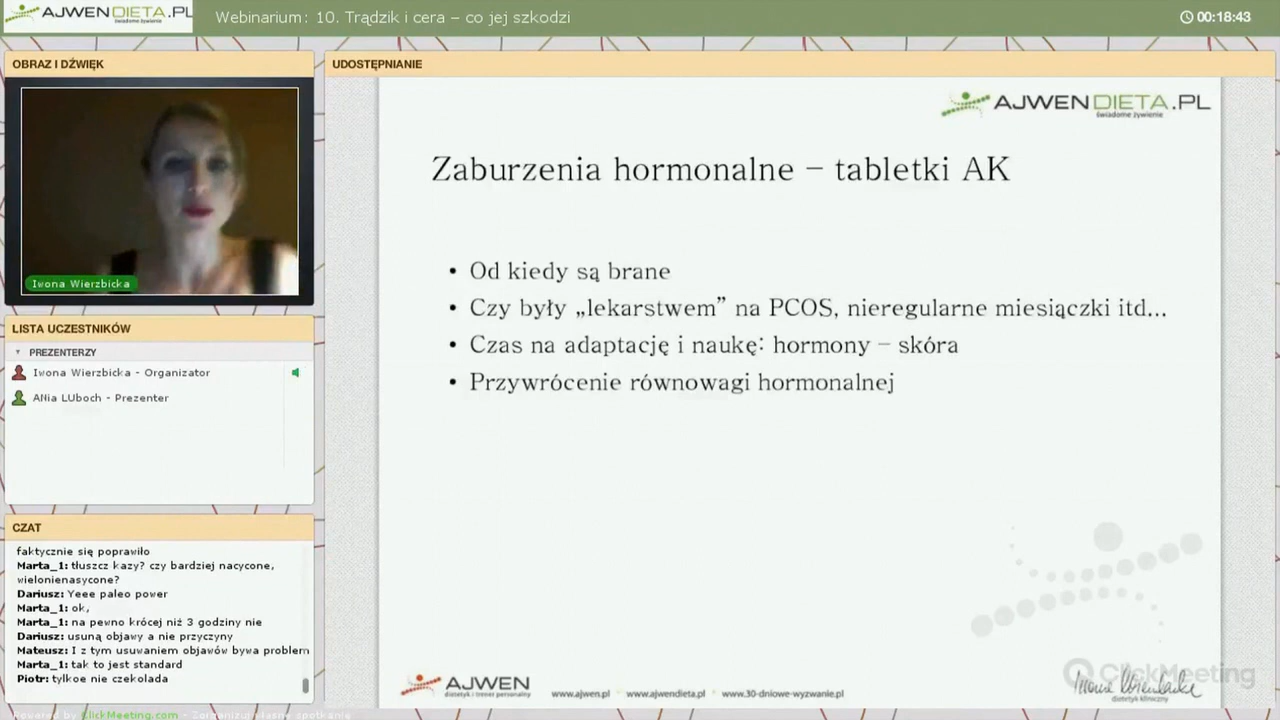 AJWENDIETA.PL
świadome żywienie
Webinarium: 10. Trądzik i cera – co jej szkodzi
00:18:43
OBRAZ I DŹWIĘK
Iwona Wierzbicka
LISTA UCZESTNIKÓW
PREZENTERZY
Iwona Wierzbicka - Organizator
ANia LUboch - Prezenter
CZAT
faktycznie się poprawiło
Marta_1: tłuszcz kazy? czy bardziej nacycone,
wielonienasycone?
Dariusz: Yeee paleo power
Marta_1: ok,
Marta_1: na pewno krócej niż 3 godziny nie
Dariusz: usuną objawy a nie przyczyny
Mateusz: I z tym usuwaniem objawów bywa problem
Marta_1: tak to jest standard
Piotr: tylkoe nie czekolada
Powered by ClickMeeting.com - Zorganizuj własne spotkanie
UDOSTĘPNIANIE
AJWENDIETA.PL
świadome żywienie
Zaburzenia hormonalne – tabletki AK
• Od kiedy są brane
• Czy były „lekarstwem” na PCOS, nieregularne miesiączki itd...
• Czas na adaptację i naukę: hormony – skóra
• Przywrócenie równowagi hormonalnej
AJWEN
dietetyk i trener personalny
www.ajwen.pl • www.ajwendieta.pl • www.30-dniowe-wyzwanie.pl
ClickMeeting
dietetyk kliniczny